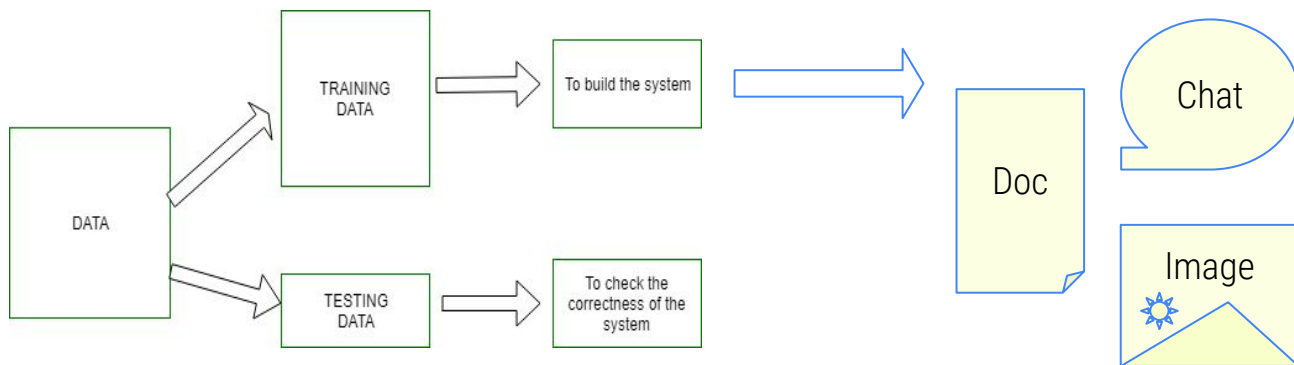 DATA
TRAINING
DATA
To build the system
TESTING
DATA
To check the
correctness of the
system
Doc
Chat
Image